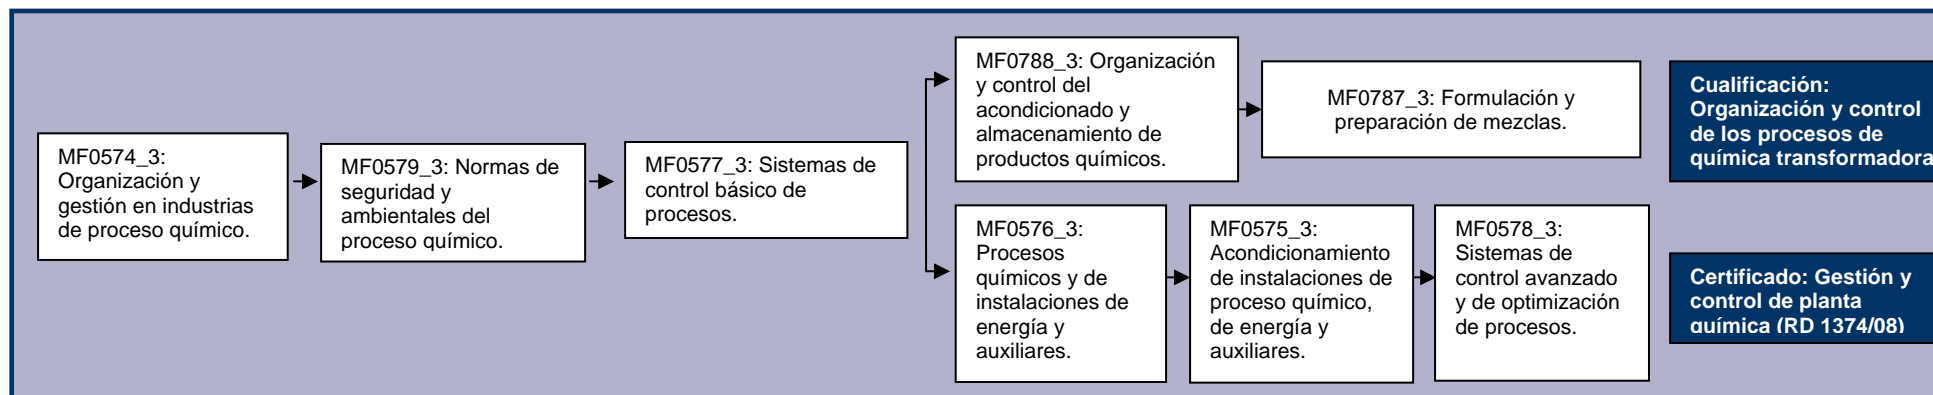 MF0574_3:
Organización y
gestión en industrias
de proceso químico.
MF0579_3: Normas de
seguridad y
ambientales del
proceso químico.
MF0577_3: Sistemas de
control básico de
procesos.
MF0788_3: Organización
y control del
acondicionado y
almacenamiento de
productos químicos.
MF0787_3: Formulación y
preparación de mezclas.
Cualificación:
Organización y control
de los procesos de
química transformadora
MF0576_3:
Procesos
químicos y de
instalaciones de
energía y
auxiliares.
MF0575_3:
Acondicionamiento
de instalaciones de
proceso químico,
de energía y
auxiliares.
MF0578_3:
Sistemas de
control avanzado
y de optimización
de procesos.
Certificado: Gestión y
control de planta
química (RD 1374/08)